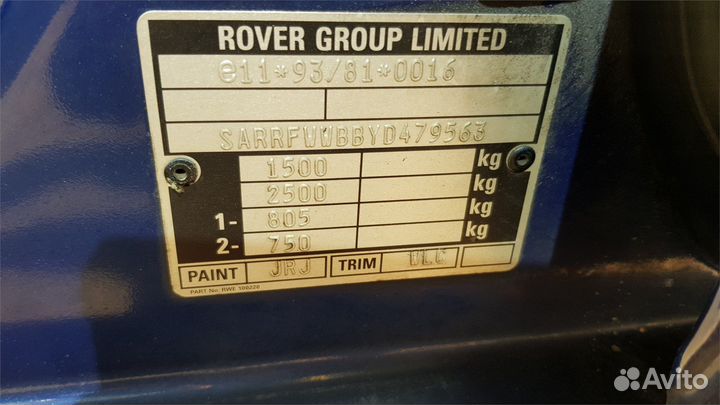 ROVER GROUP LIMITED
e11*93/81*0016
SARRFWWBBYD479563
1500 kg
2500 kg
1- 805 kg
2- 750 kg
PAINT JRJ TRIM VLC
PART No. RWE 100220
Avito